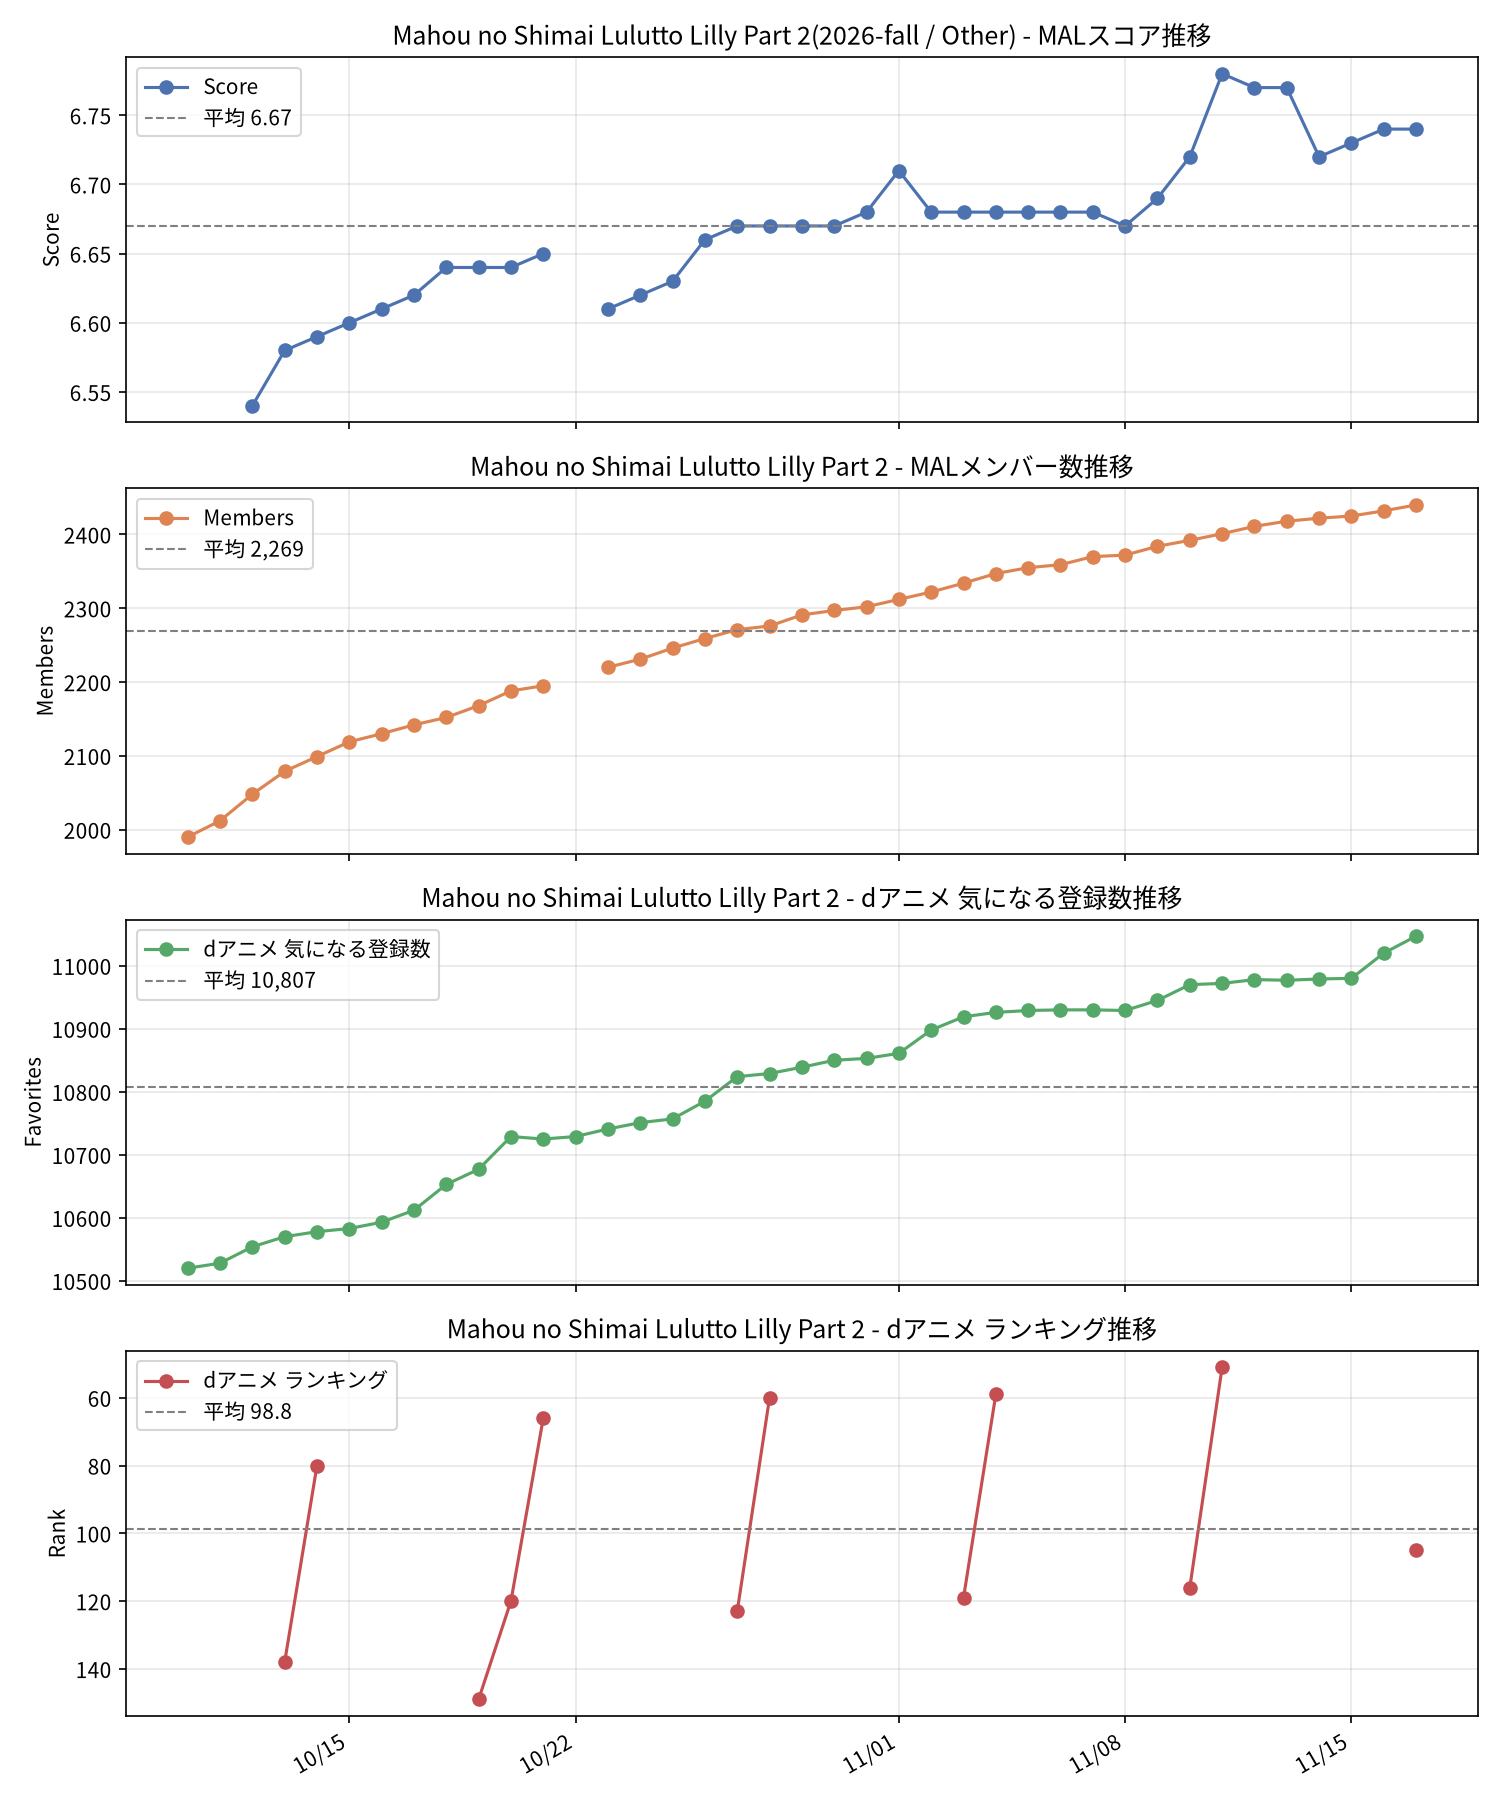 Mahou no Shimai Lulutto Lilly Part 2(2026-fall / Other) - MALスコア推移
Score
平均 6.67
Score
6.75
6.70
6.65
6.60
6.55
Mahou no Shimai Lulutto Lilly Part 2 - MALメンバー数推移
Members
平均 2,269
Members
2400
2300
2200
2100
2000
Mahou no Shimai Lulutto Lilly Part 2 - dアニメ 気になる登録数推移
dアニメ 気になる登録数
平均 10,807
Favorites
11000
10900
10800
10700
10600
10500
Mahou no Shimai Lulutto Lilly Part 2 - dアニメ ランキング推移
dアニメ ランキング
平均 98.8
Rank
60
80
100
120
140
10/15
10/22
11/01
11/08
11/15